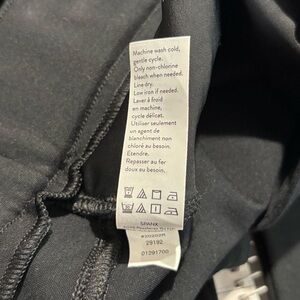 Machine wash cold,
gentle cycle.
Only non-chlorine
bleach when needed.
Line dry.
Low iron if needed.
Laver à froid
en machine,
cycle délicat.
Utiliser seulement
un agent de
blanchiment non
chloré au besoin.
Étendre.
Repasser au fer
doux au besoin.
SPANX
#20202R
29192
01291700